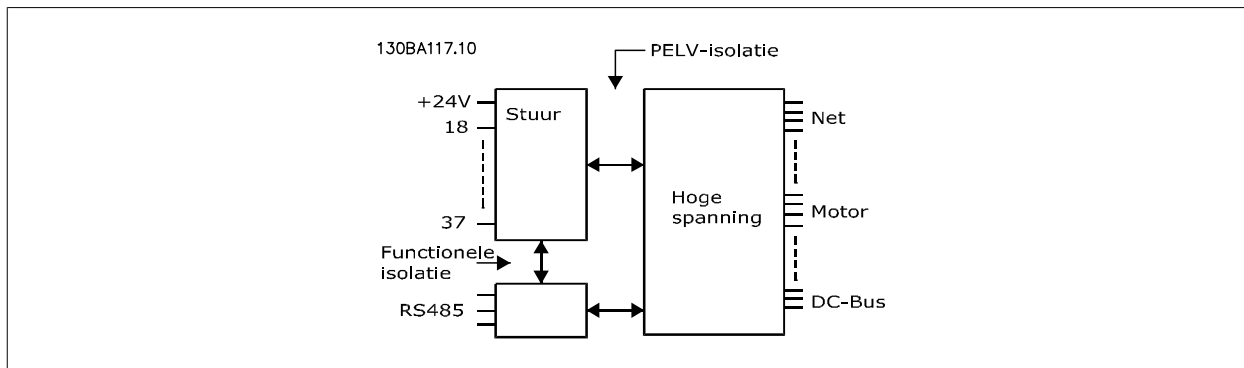 130BA117.10
PELV-isolatie
+24V
Stuur
18
Net
37
Hoge
spanning
Motor
Functionele
isolatie
RS485
DC-Bus